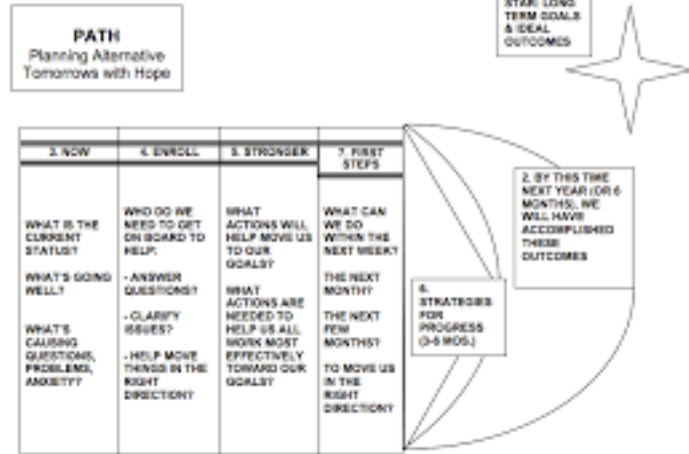 PATH
Planning Alternative
Tomorrows with Hope
STAR: LONG
TERM GOALS
& IDEAL
OUTCOMES
3. NOW
WHAT IS THE
CURRENT
STATUS?
WHAT'S GOING
WELL?
WHAT'S
CAUSING
QUESTIONS,
PROBLEMS,
ANXIETY?
4. ENROLL
WHO DO WE
NEED TO GET
ON BOARD TO
HELP:
- ANSWER
QUESTIONS?
- CLARIFY
ISSUES?
- HELP MOVE
THINGS IN THE
RIGHT
DIRECTION?
5. STRONGER
WHAT
ACTIONS WILL
HELP MOVE US
TO OUR
GOALS?
WHAT
ACTIONS ARE
NEEDED TO
HELP US ALL
WORK MOST
EFFECTIVELY
TOWARD OUR
GOALS?
7. FIRST
STEPS
WHAT CAN
WE DO
WITHIN THE
NEXT WEEK?
THE NEXT
MONTH?
THE NEXT
FEW
MONTHS?
TO MOVE US
IN THE
RIGHT
DIRECTION?
6.
STRATEGIES
FOR
PROGRESS
(3-6 MOS.)
2. BY THIS TIME
NEXT YEAR (OR 6
MONTHS), WE
WILL HAVE
ACCOMPLISHED
THESE
OUTCOMES